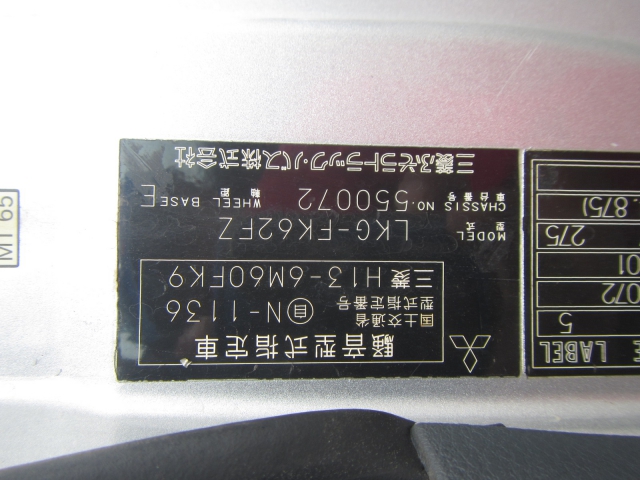 騒音型式指定車
国土交通省
型式指定番号
自 N-1136
三菱 H13-6M60FK9
型式
MODEL LKG-FK62FZ
車台番号
CHASSIS NO. 550072
軸距
WHEEL BASE E
三菱ふそうトラック・バス株式会社
E LABEL
5
072
01
275
. 875)
MT 65